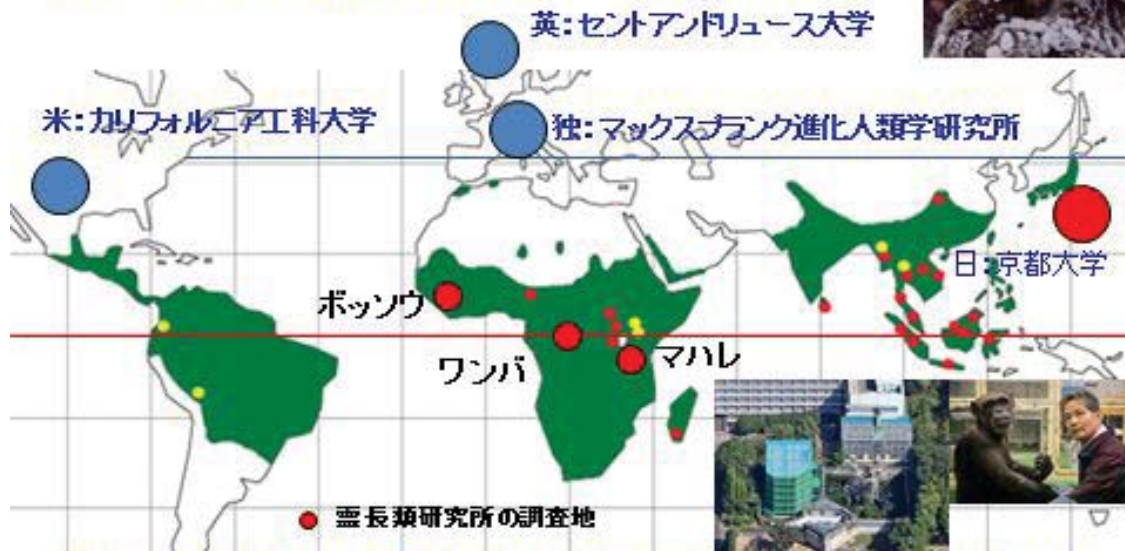 英：セントアンドリュース大学
米：カリフォルニア工科大学
独：マックスプランク進化人類学研究所
日：京都大学
ボッソウ
ワンバ
マハレ
霊長類研究所の調査地